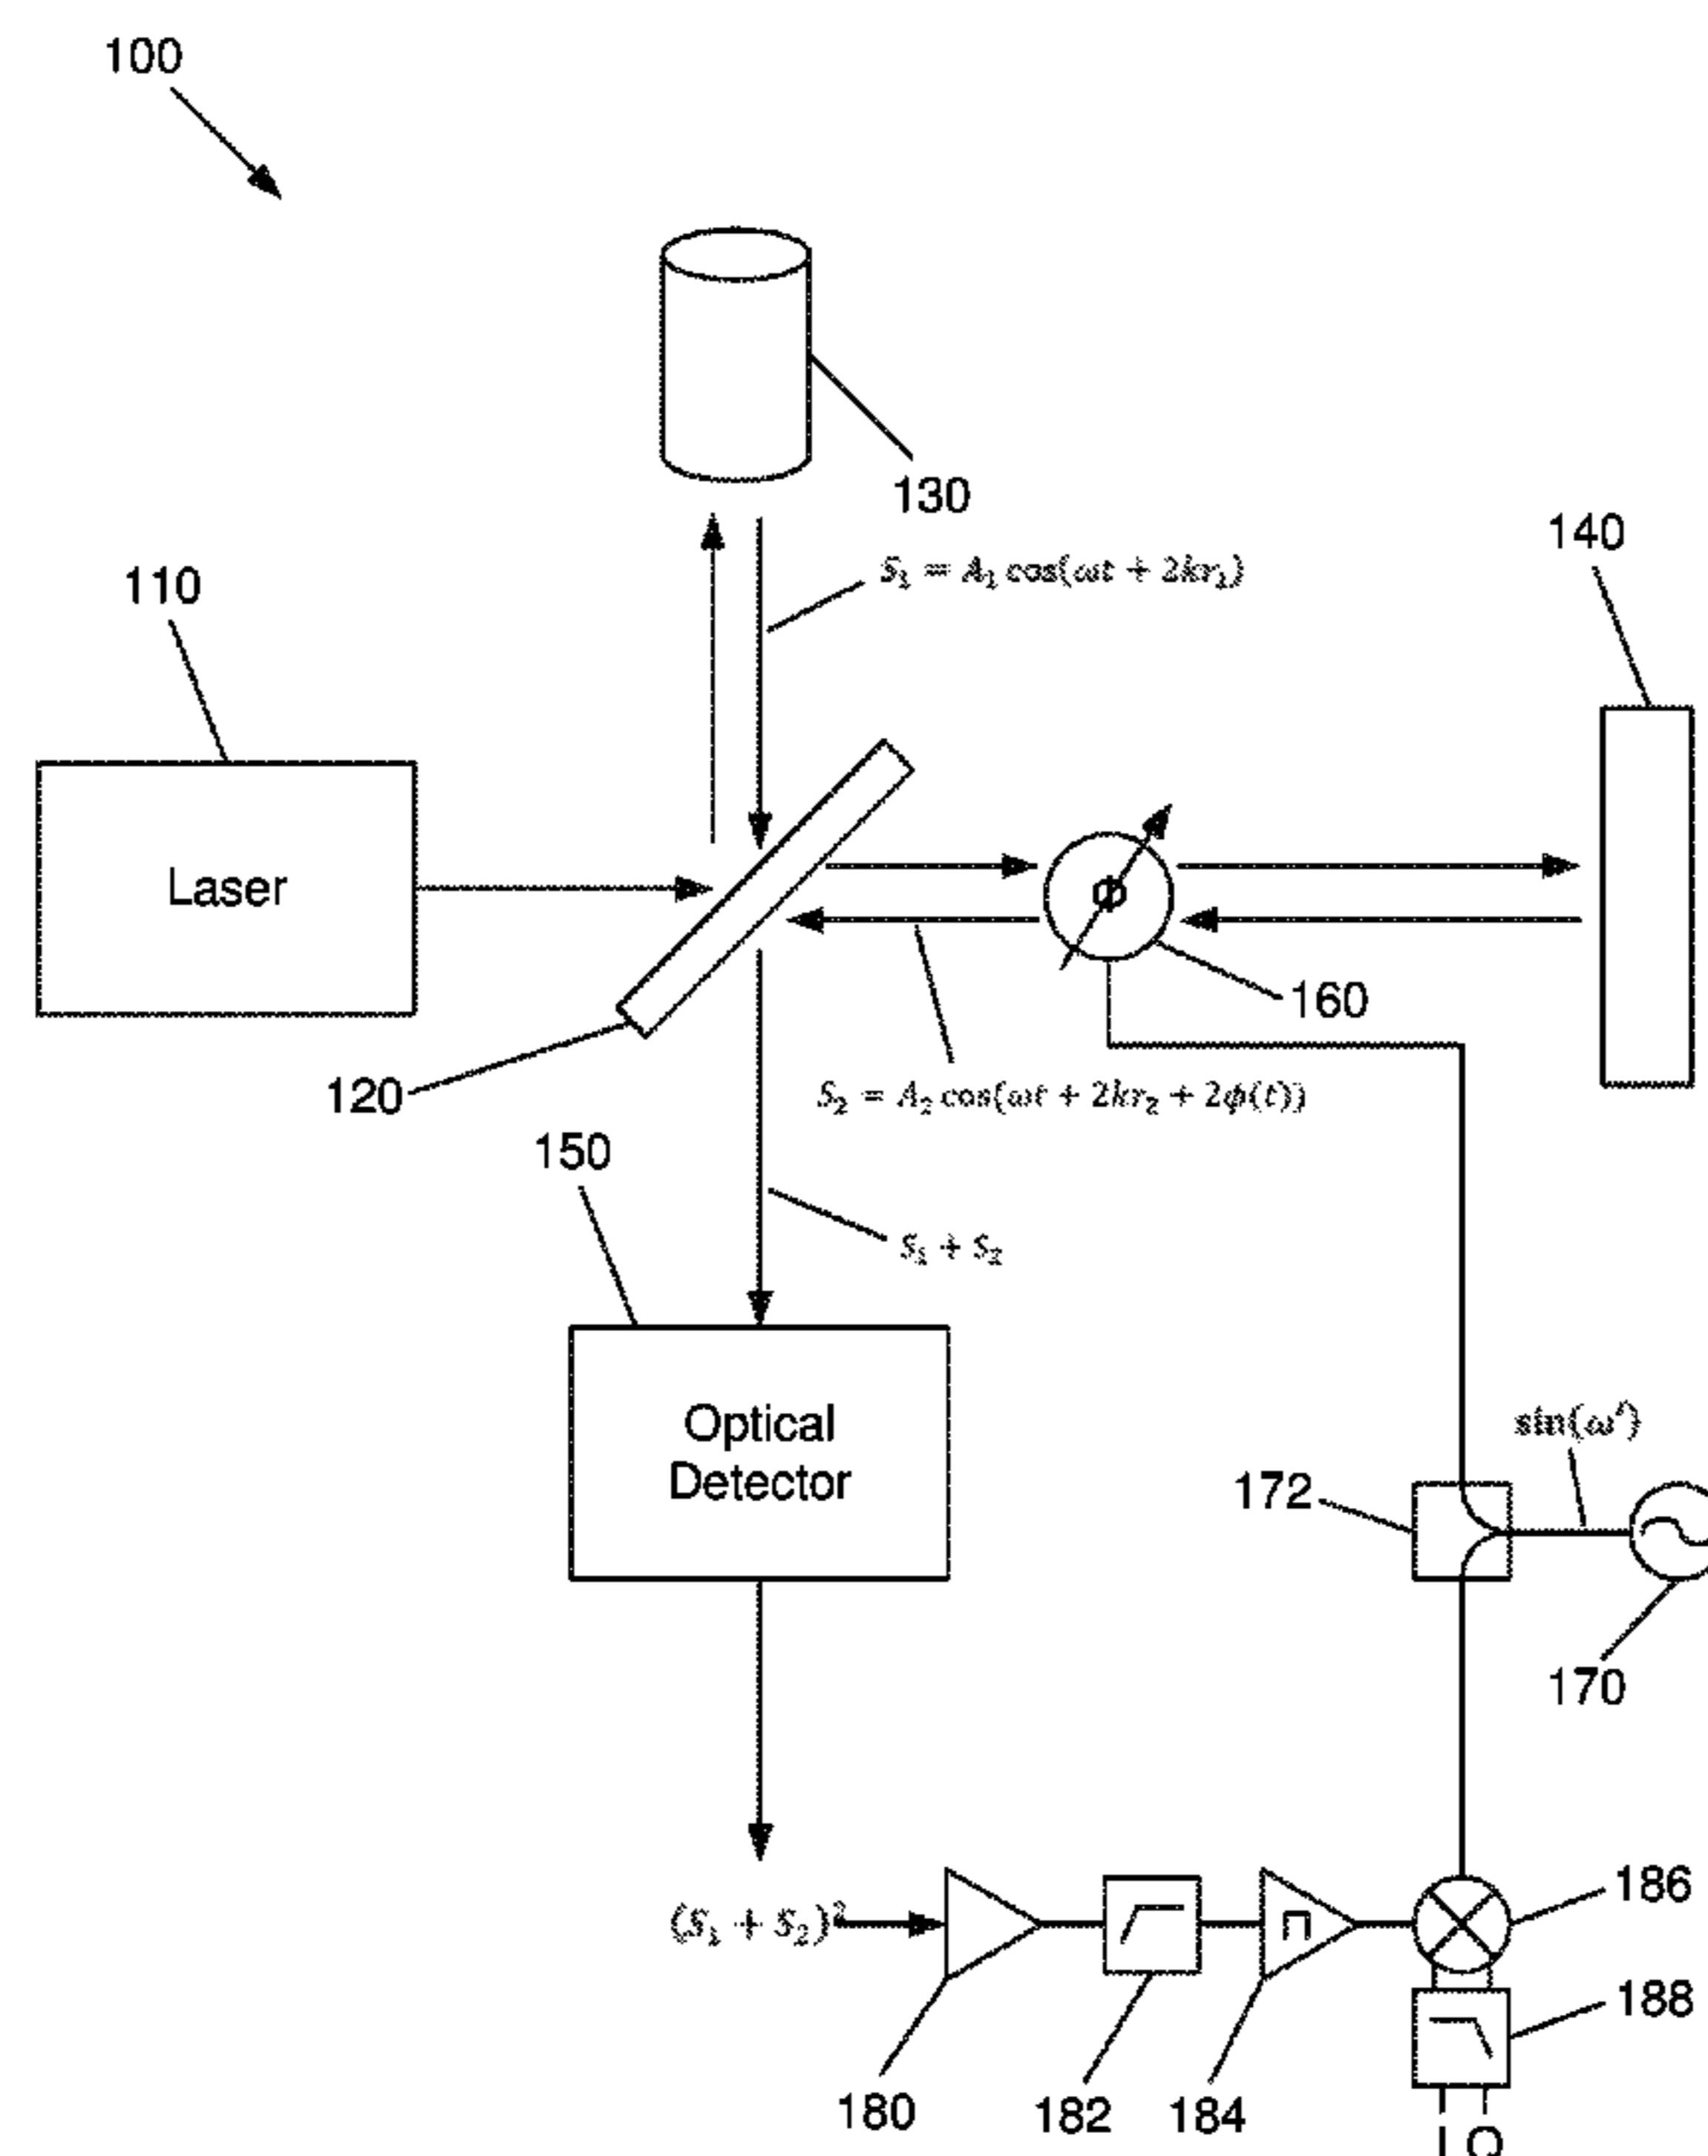 100
130
S₁ = A₁ cos(ωt + 2kr₁)
140
110
Laser
Φ
160
120
S₂ = A₂ cos(ωt + 2kr₂ + 2ϕ(t))
150
S₁ + S₂
Optical
Detector
sin(ω')
172
170
(S₁ + S₂)²
186
188
180
182
184
I Q